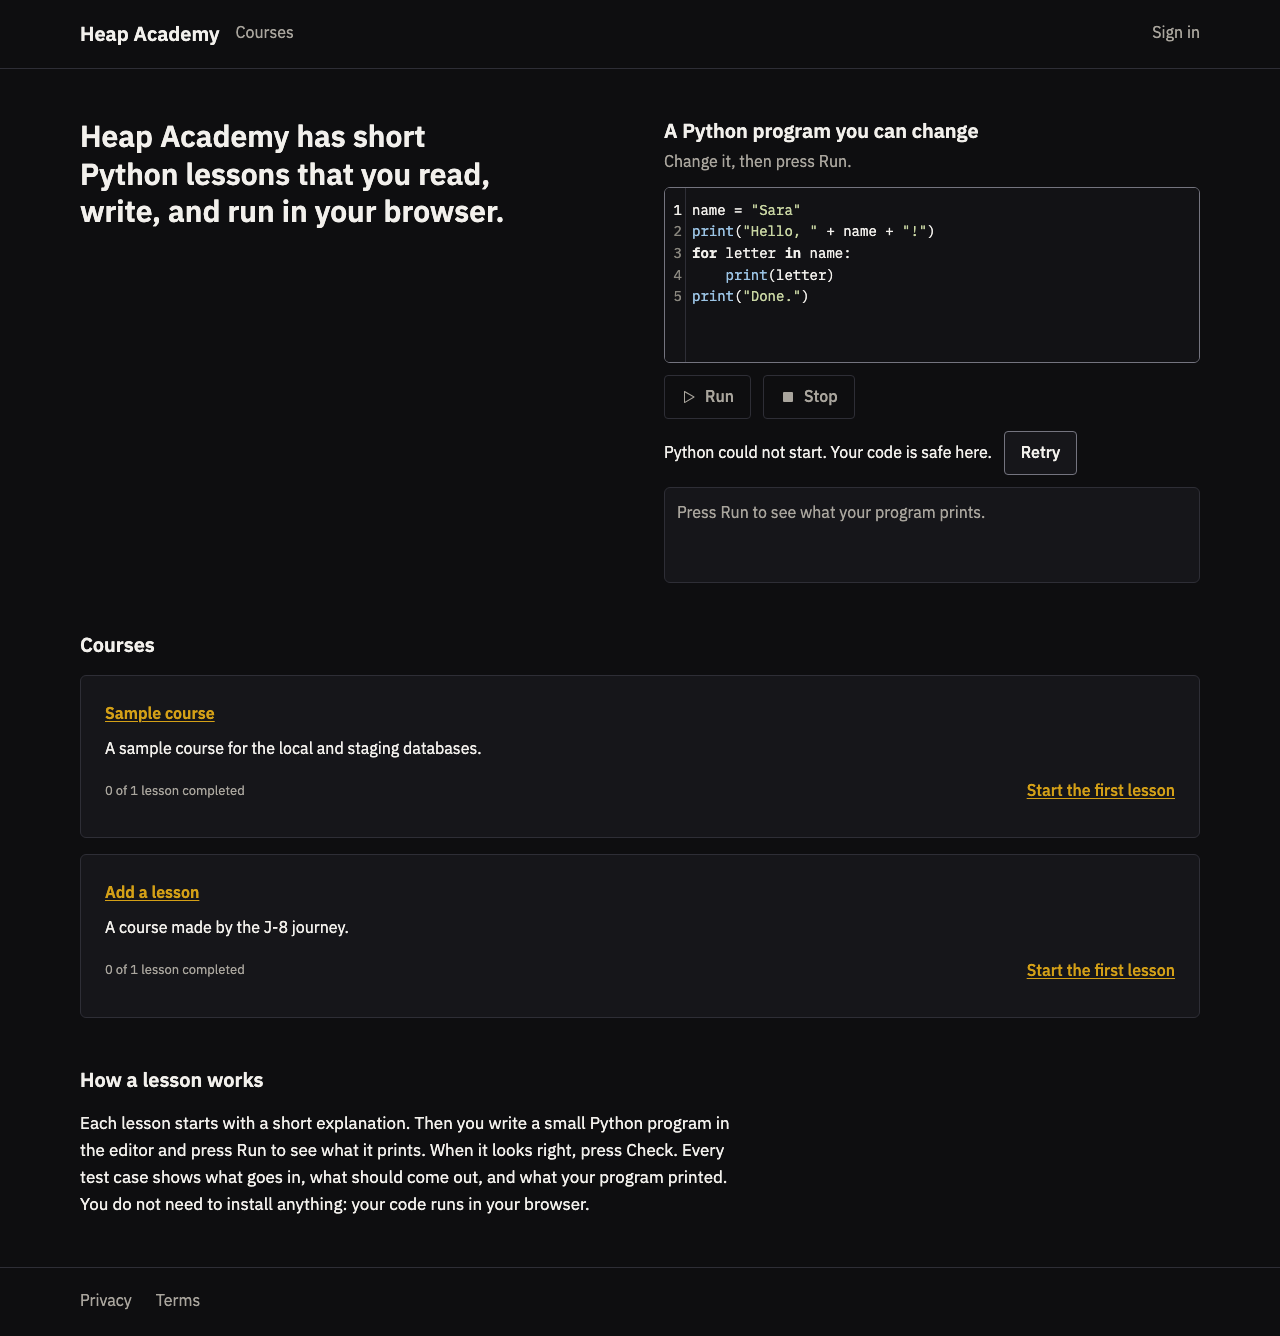 Heap Academy
Courses
Sign in
Heap Academy has short
Python lessons that you read,
write, and run in your browser.
A Python program you can change
Change it, then press Run.
1 name = "Sara"
2 print("Hello, " + name + "!")
3 for letter in name:
4     print(letter)
5 print("Done.")
Run
Stop
Python could not start. Your code is safe here.
Retry
Press Run to see what your program prints.
Courses
Sample course
A sample course for the local and staging databases.
0 of 1 lesson completed
Start the first lesson
Add a lesson
A course made by the J-8 journey.
0 of 1 lesson completed
Start the first lesson
How a lesson works
Each lesson starts with a short explanation. Then you write a small Python program in
the editor and press Run to see what it prints. When it looks right, press Check. Every
test case shows what goes in, what should come out, and what your program printed.
You do not need to install anything: your code runs in your browser.
Privacy
Terms